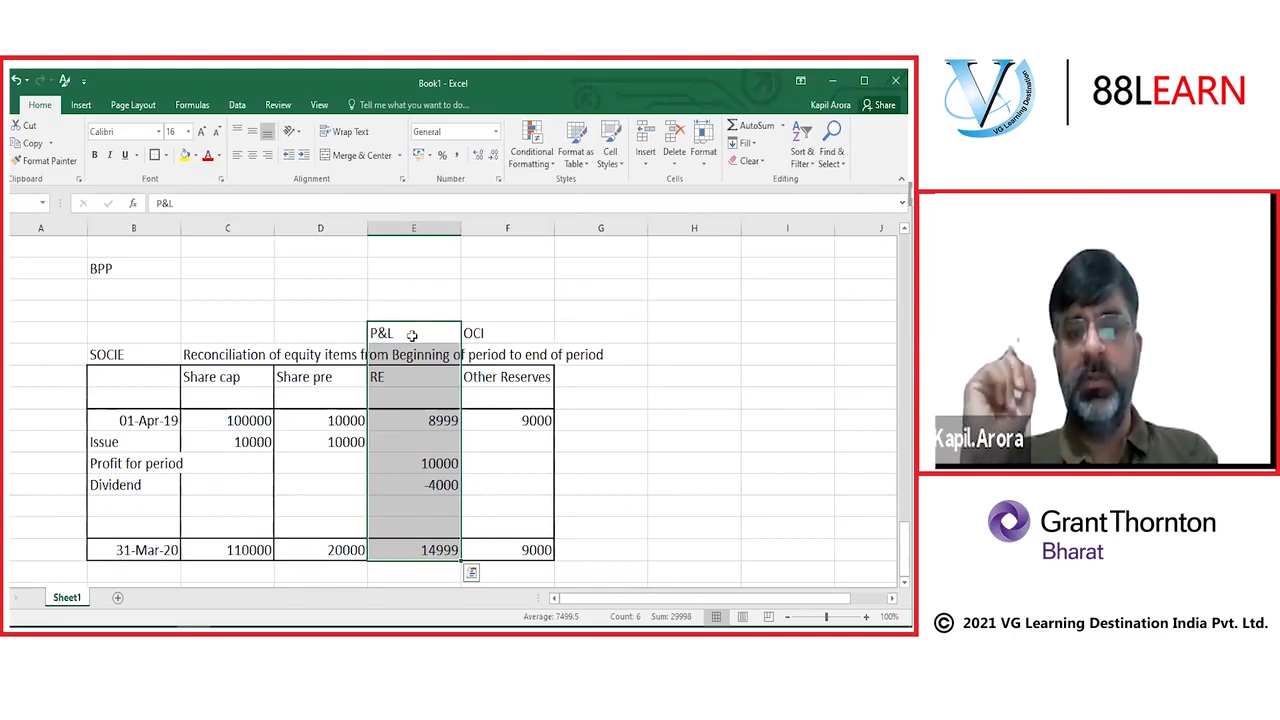 Book1 - Excel
Home Insert Page Layout Formulas Data Review View Tell me what you want to do... Kapil Arora Share
Cut
Copy
Format Painter
Clipboard
Calibri 16 A A
B I U A
Font
Wrap Text
Merge & Center
Alignment
General
% ,
Number
Conditional Formatting
Format as Table
Cell Styles
Styles
Insert Delete Format
Cells
AutoSum
Fill
Clear
Sort & Filter
Find & Select
Editing
fx P&L
A B C D E F G H I J
BPP
P&L OCI
SOCIE Reconciliation of equity items from Beginning of period to end of period
Share cap Share pre RE Other Reserves
01-Apr-19 100000 10000 8999 9000
Issue 10000 10000
Profit for period 10000
Dividend -4000
31-Mar-20 110000 20000 14999 9000
Sheet1
Average: 7499.5 Count: 6 Sum: 29998 100%
V
VG Learning Destination
88LEARN
Kapil.Arora
Grant Thornton
Bharat
© 2021 VG Learning Destination India Pvt. Ltd.